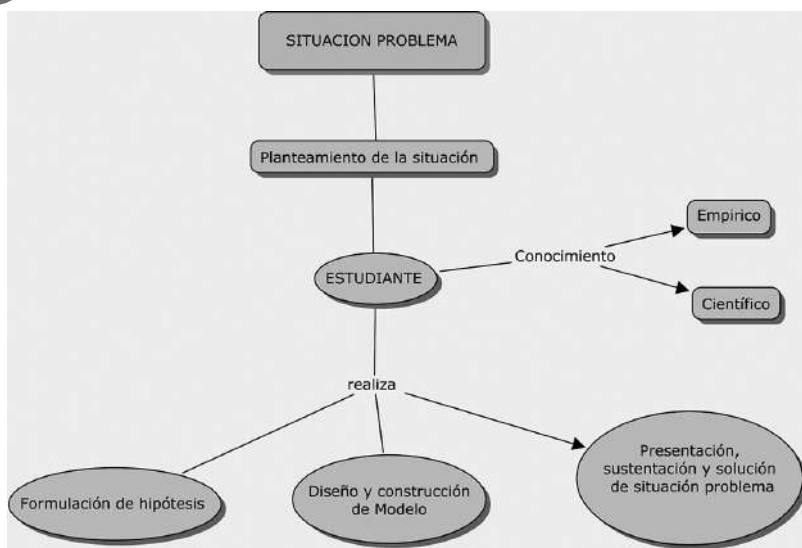 SITUACION PROBLEMA
Planteamiento de la situación
Empirico
Conocimiento
ESTUDIANTE
Científico
realiza
Formulación de hipótesis
Diseño y construcción
de Modelo
Presentación,
sustentación y solución
de situación problema